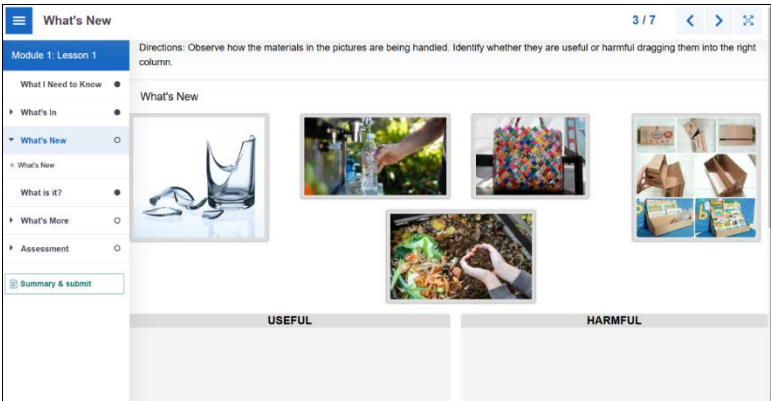 What's New
3 / 7
Module 1: Lesson 1
What I Need to Know
What's In
What's New
What's New
What is it?
What's More
Assessment
Summary & submit
Directions: Observe how the materials in the pictures are being handled. Identify whether they are useful or harmful dragging them into the right
column.
What's New
USEFUL
HARMFUL